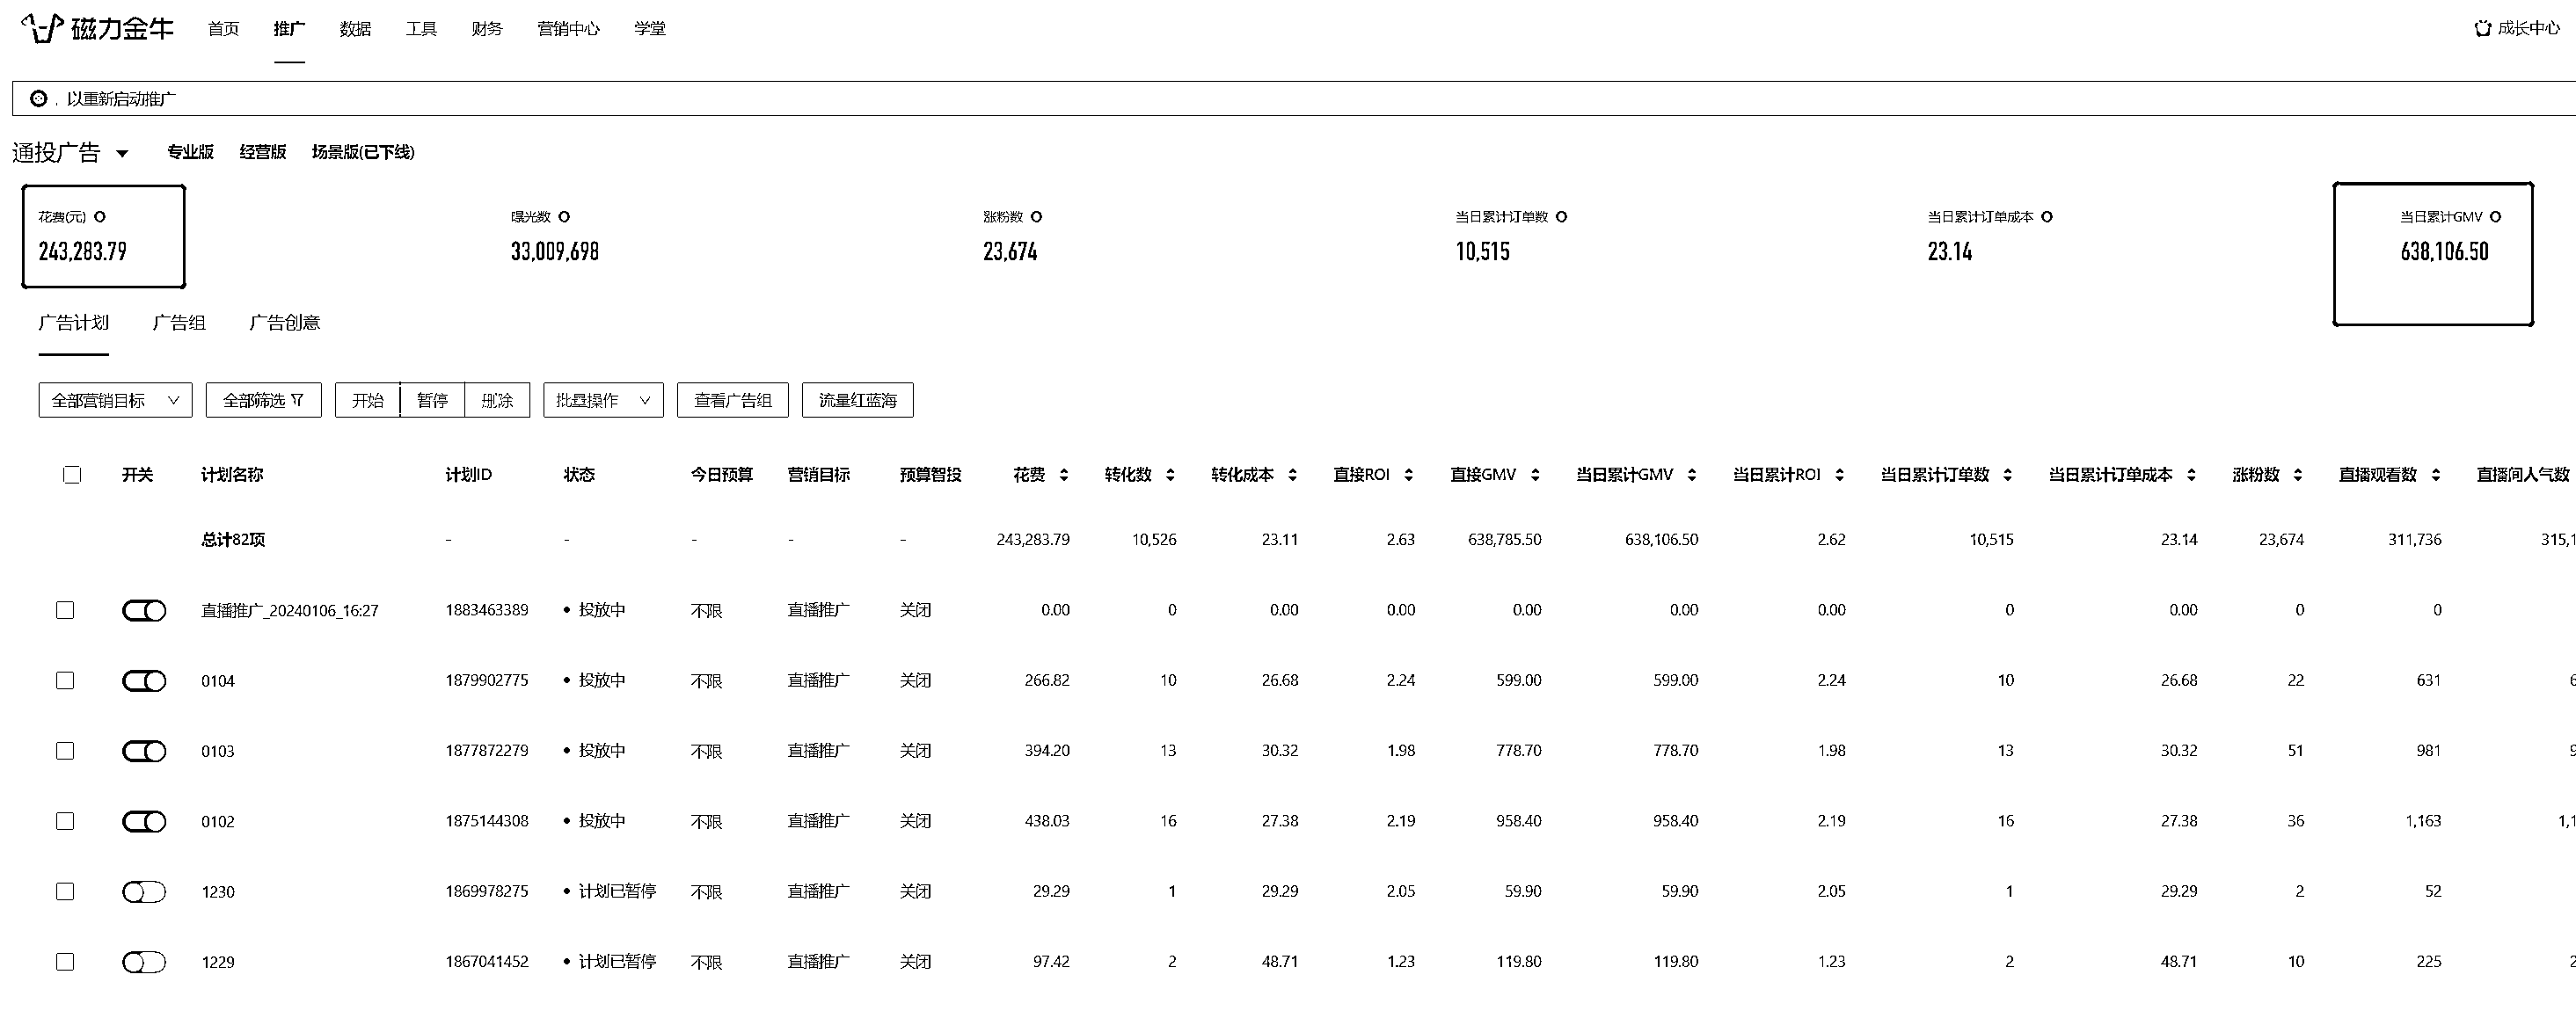 磁力金牛 首页 推广 数据 工具 财务 营销中心 学堂 成长中心
. 以重新启动推广
通投广告 专业版 经营版 场景版(已下线)
花费(元) 曝光数 涨粉数 当日累计订单数 当日累计订单成本 当日累计GMV
243,283.79 33,009,698 23,674 10,515 23.14 638,106.50
广告计划 广告组 广告创意
全部营销目标 全部筛选 开始 暂停 删除 批量操作 查看广告组 流量红蓝海
开关 计划名称 计划ID 状态 今日预算 营销目标 预算智投 花费 转化数 转化成本 直接ROI 直接GMV 当日累计GMV 当日累计ROI 当日累计订单数 当日累计订单成本 涨粉数 直播观看数 直播间人气数
总计82项 - - - - - 243,283.79 10,526 23.11 2.63 638,785.50 638,106.50 2.62 10,515 23.14 23,674 311,736 315,1
直播推广_20240106_16:27 1883463389 • 投放中 不限 直播推广 关闭 0.00 0 0.00 0.00 0.00 0.00 0.00 0 0.00 0 0
0104 1879902775 • 投放中 不限 直播推广 关闭 266.82 10 26.68 2.24 599.00 599.00 2.24 10 26.68 22 631
0103 1877872279 • 投放中 不限 直播推广 关闭 394.20 13 30.32 1.98 778.70 778.70 1.98 13 30.32 51 981
0102 1875144308 • 投放中 不限 直播推广 关闭 438.03 16 27.38 2.19 958.40 958.40 2.19 16 27.38 36 1,163 1,1
1230 1869978275 • 计划已暂停 不限 直播推广 关闭 29.29 1 29.29 2.05 59.90 59.90 2.05 1 29.29 2 52
1229 1867041452 • 计划已暂停 不限 直播推广 关闭 97.42 2 48.71 1.23 119.80 119.80 1.23 2 48.71 10 225